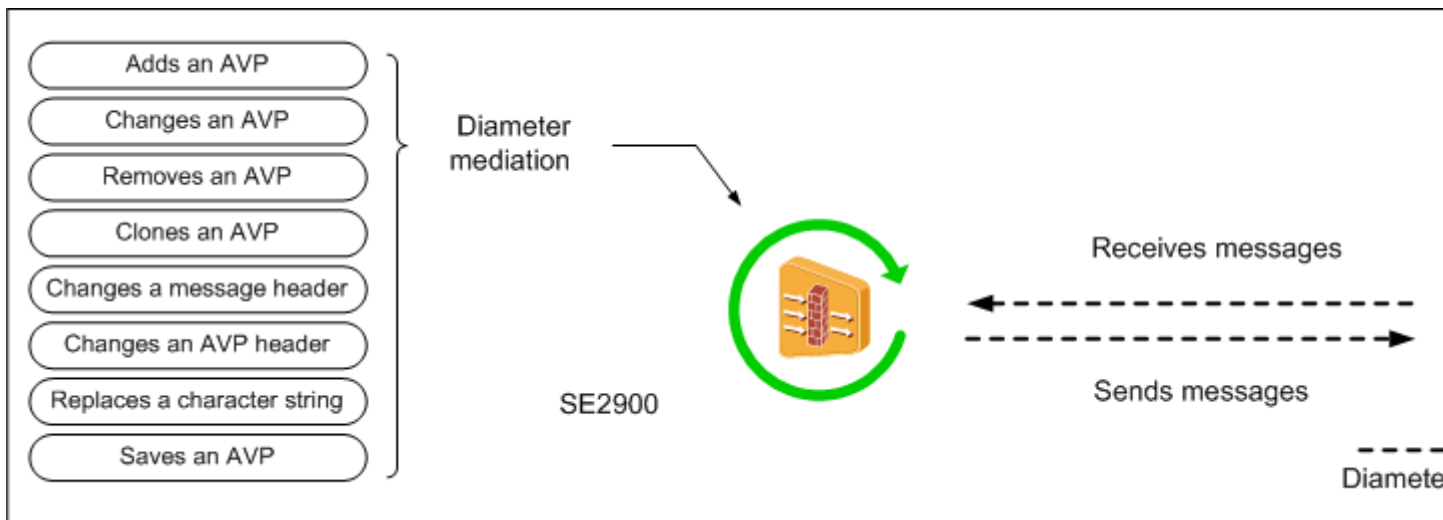 Adds an AVP
Changes an AVP
Removes an AVP
Clones an AVP
Changes a message header
Changes an AVP header
Replaces a character string
Saves an AVP
Diameter
mediation
SE2900
Receives messages
Sends messages
Diamete